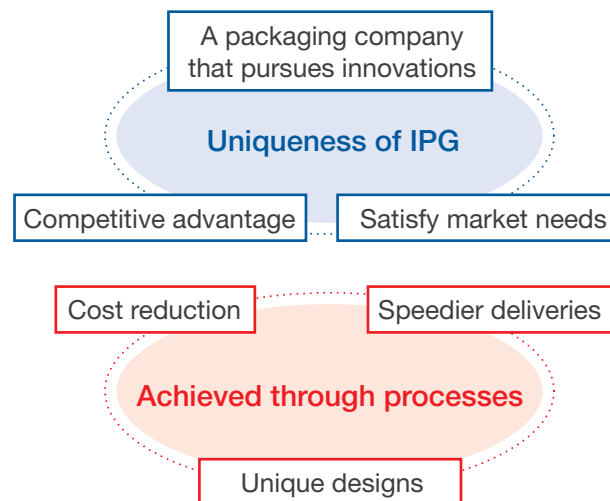 A packaging company
that pursues innovations
Uniqueness of IPG
Competitive advantage
Satisfy market needs
Cost reduction
Speedier deliveries
Achieved through processes
Unique designs